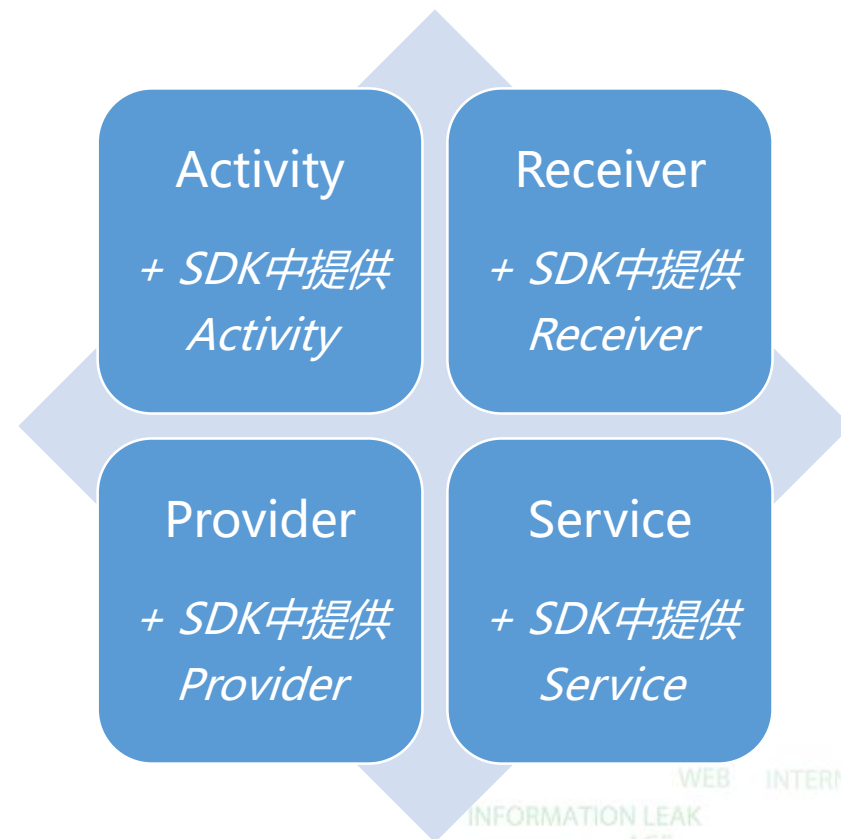 Activity
+ SDK中提供
Activity
Receiver
+ SDK中提供
Receiver
Provider
+ SDK中提供
Provider
Service
+ SDK中提供
Service
WEB INTERN
INFORMATION LEAK